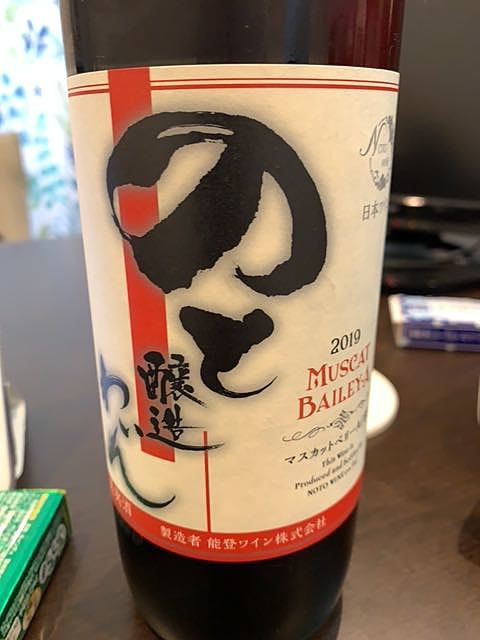 のと
醸造
わいん
2019
MUSCAT
BAILEY-A
マスカットベリーA
This wine is
Produced and bottled by
NOTO WINE
製造者 能登ワイン株式会社
NOTO
日本ワイン